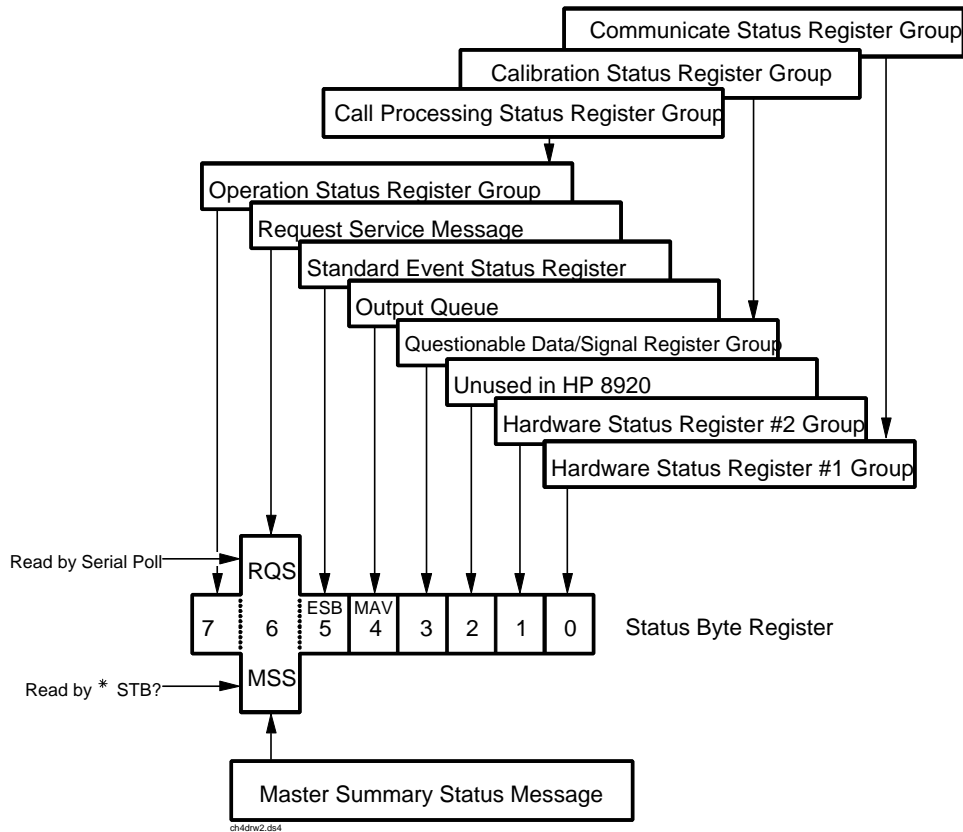 Communicate Status Register Group
Calibration Status Register Group
Call Processing Status Register Group
Operation Status Register Group
Request Service Message
Standard Event Status Register
Output Queue
Questionable Data/Signal Register Group
Unused in HP 8920
Hardware Status Register #2 Group
Hardware Status Register #1 Group
Read by Serial Poll
RQS
ESB MAV
7 6 5 4 3 2 1 0 Status Byte Register
MSS
Read by * STB?
Master Summary Status Message
ch4drw2.ds4